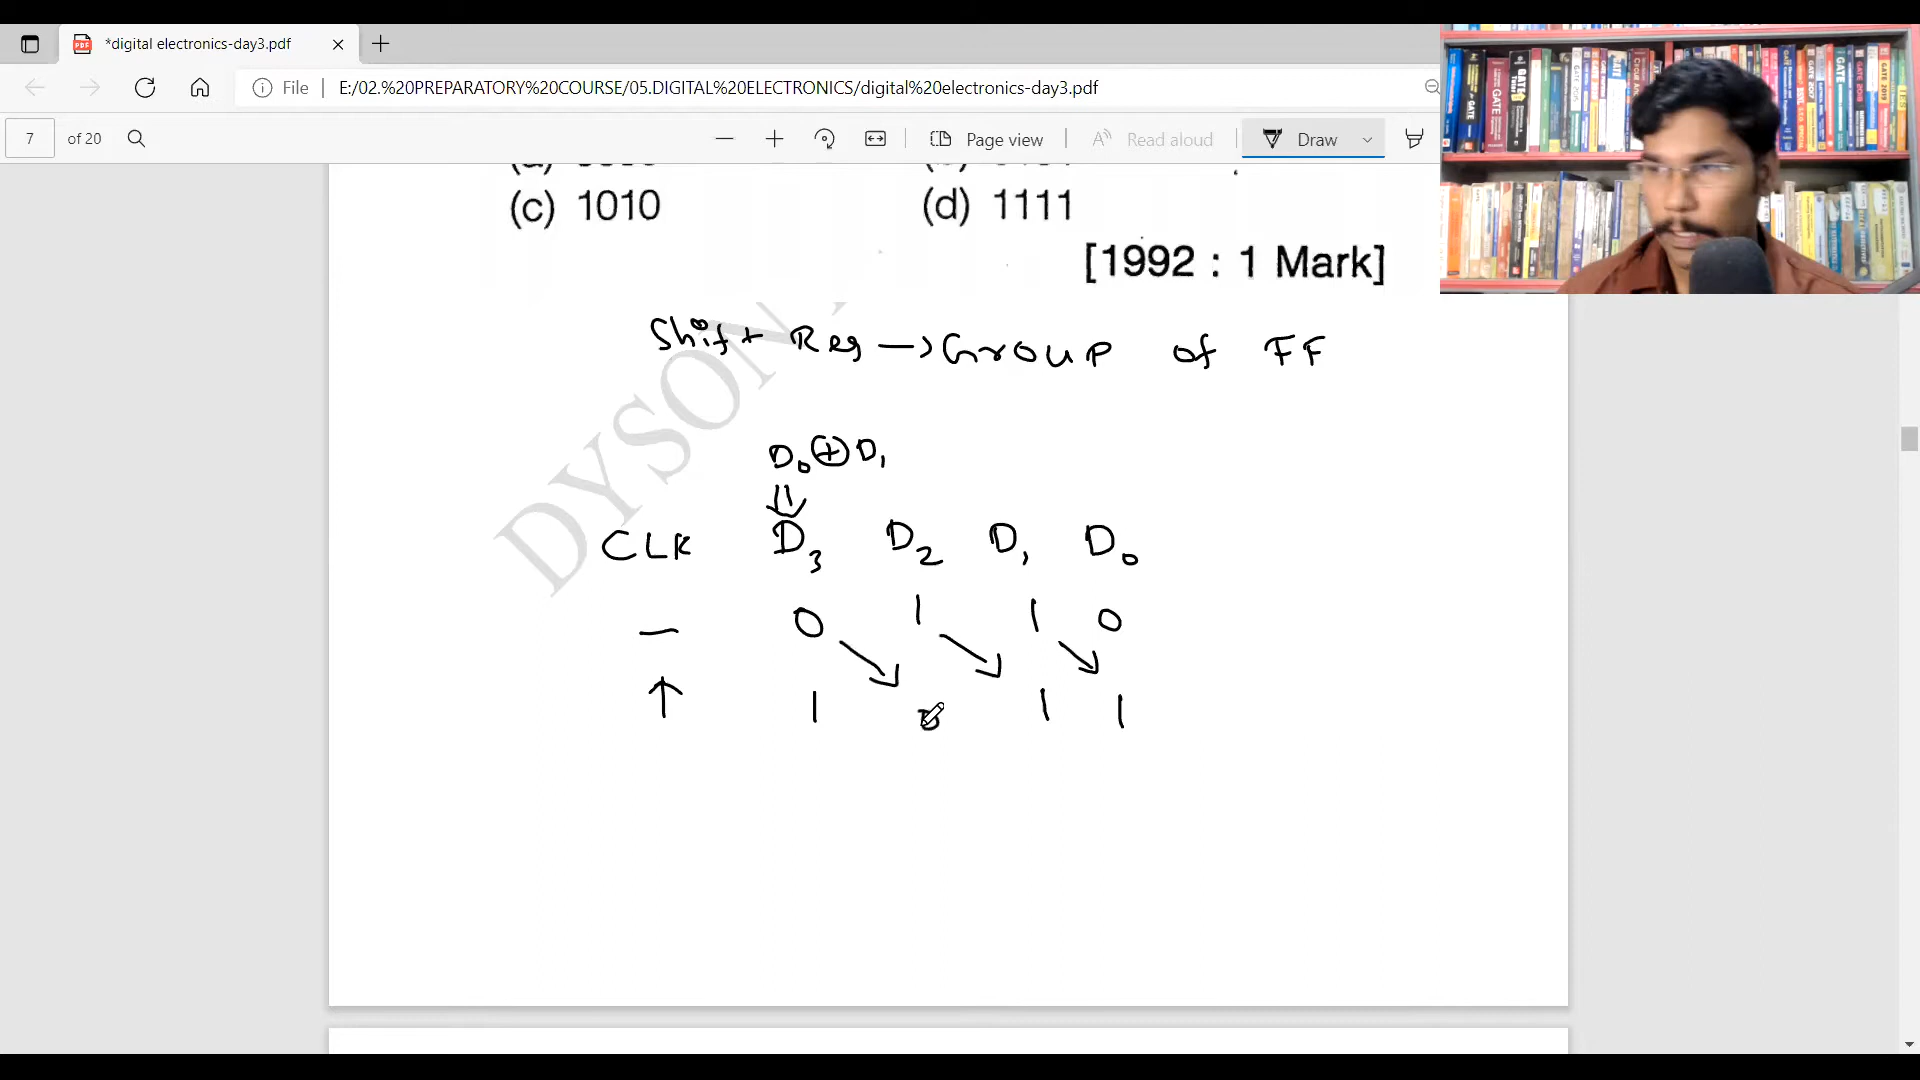 *digital electronics-day3.pdf
File E:/02.%20PREPARATORY%20COURSE/05.DIGITAL%20ELECTRONICS/digital%20electronics-day3.pdf
7 of 20 Page view Read aloud Draw
(c) 1010 (d) 1111
[1992 : 1 Mark]
Shift Reg → Group of FF
D₀ ⊕ D₁
⇓
CLK D₃ D₂ D₁ D₀
— 0 1 1 0
↑ 1 0 1 1
DYSON